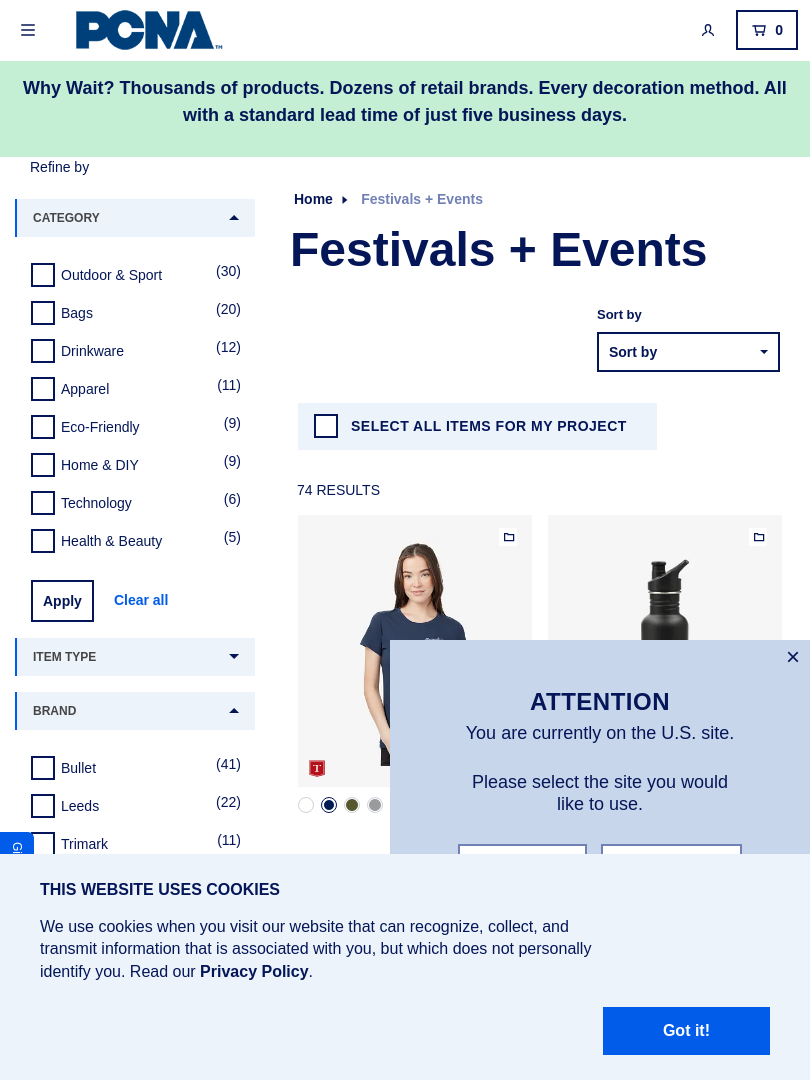 PCNA™
0
Why Wait? Thousands of products. Dozens of retail brands. Every decoration method. All
with a standard lead time of just five business days.
Refine by
Home
Festivals + Events
CATEGORY
Festivals + Events
Outdoor & Sport (30)
Bags (20)
Drinkware (12)
Apparel (11)
Eco-Friendly (9)
Home & DIY (9)
Technology (6)
Health & Beauty (5)
Sort by
Sort by
SELECT ALL ITEMS FOR MY PROJECT
74 RESULTS
Apply
Clear all
ITEM TYPE
BRAND
Bullet (41)
Leeds (22)
Trimark (11)
T
×
ATTENTION
You are currently on the U.S. site.
Please select the site you would
like to use.
THIS WEBSITE USES COOKIES
We use cookies when you visit our website that can recognize, collect, and
transmit information that is associated with you, but which does not personally
identify you. Read our Privacy Policy.
Got it!